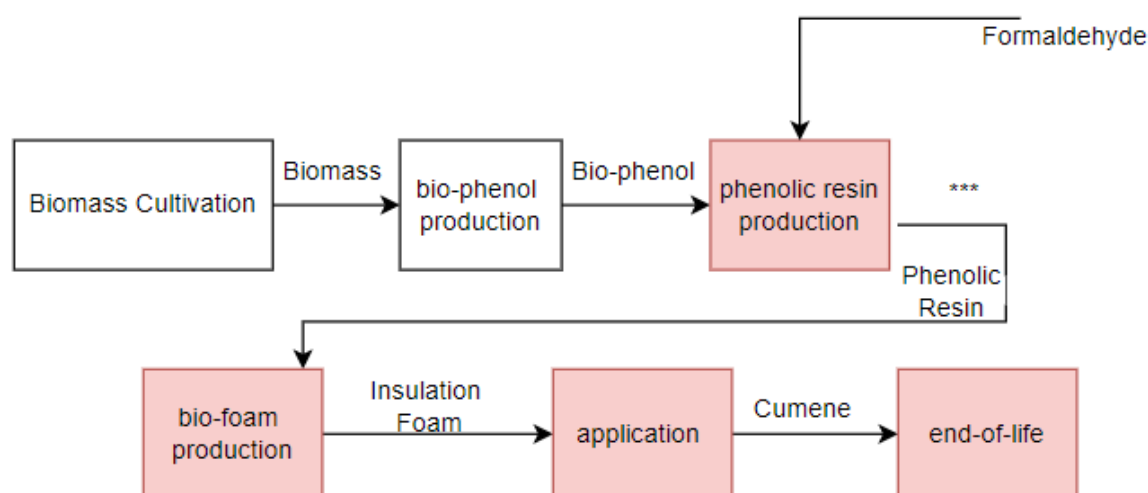 Formaldehyde
Biomass Cultivation
Biomass
bio-phenol
production
Bio-phenol
phenolic resin
production
***
Phenolic
Resin
bio-foam
production
Insulation
Foam
application
Cumene
end-of-life